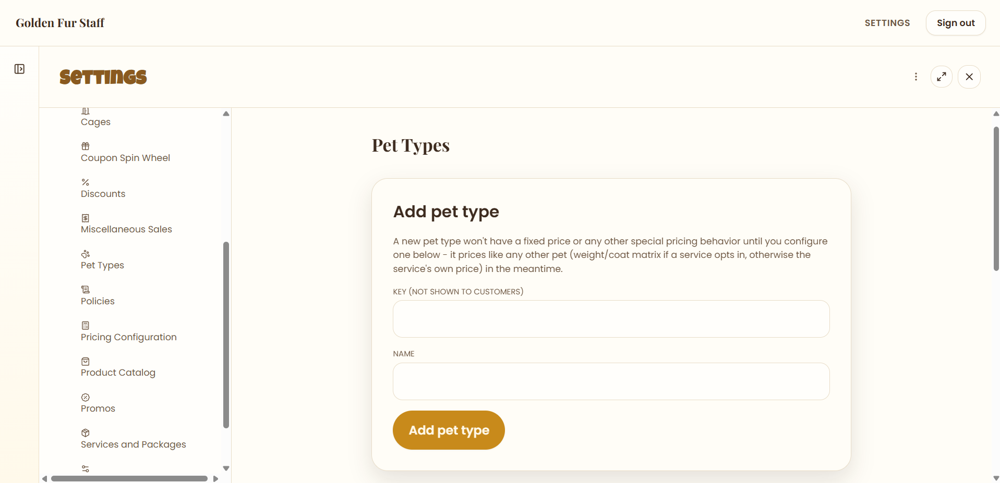 Golden Fur Staff
SETTINGS
Sign out
Settings
Cages
Coupon Spin Wheel
Discounts
Miscellaneous Sales
Pet Types
Policies
Pricing Configuration
Product Catalog
Promos
Services and Packages
Pet Types
Add pet type
A new pet type won't have a fixed price or any other special pricing behavior until you configure
one below - it prices like any other pet (weight/coat matrix if a service opts in, otherwise the
service's own price) in the meantime.
KEY (NOT SHOWN TO CUSTOMERS)
NAME
Add pet type